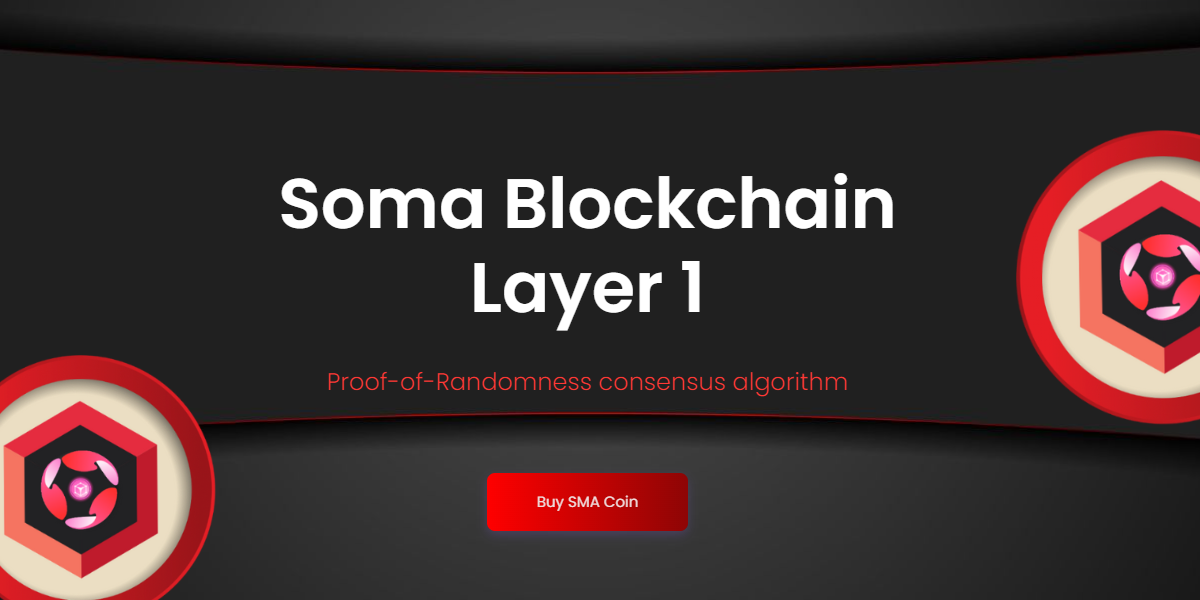 Soma Blockchain
Layer 1
Proof-of-Randomness consensus algorithm
Buy SMA Coin